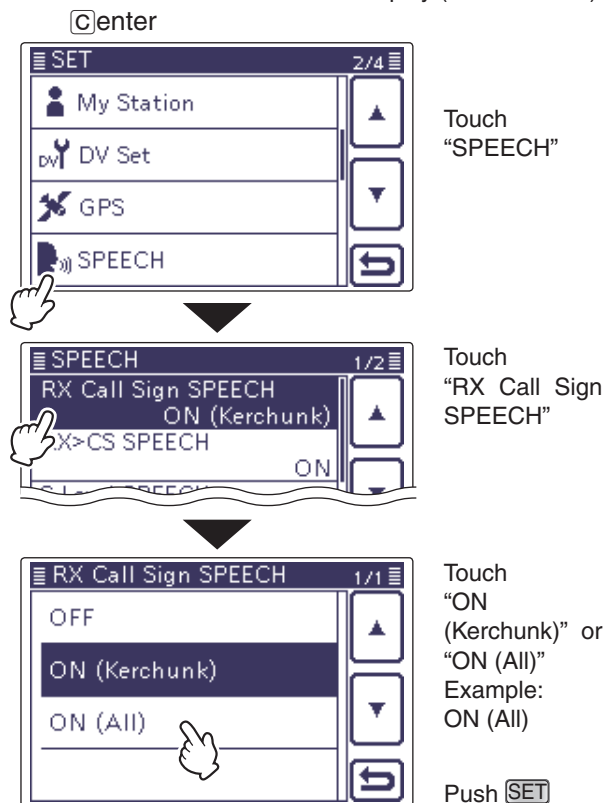 C enter
SET 2/4
My Station
DV DV Set
GPS
SPEECH
Touch
“SPEECH”
SPEECH 1/2
RX Call Sign SPEECH
ON (Kerchunk)
X>CS SPEECH
ON
Touch
“RX Call Sign
SPEECH”
RX Call Sign SPEECH 1/1
OFF
ON (Kerchunk)
ON (All)
Touch
“ON
(Kerchunk)” or
“ON (All)”
Example:
ON (All)
Push SET